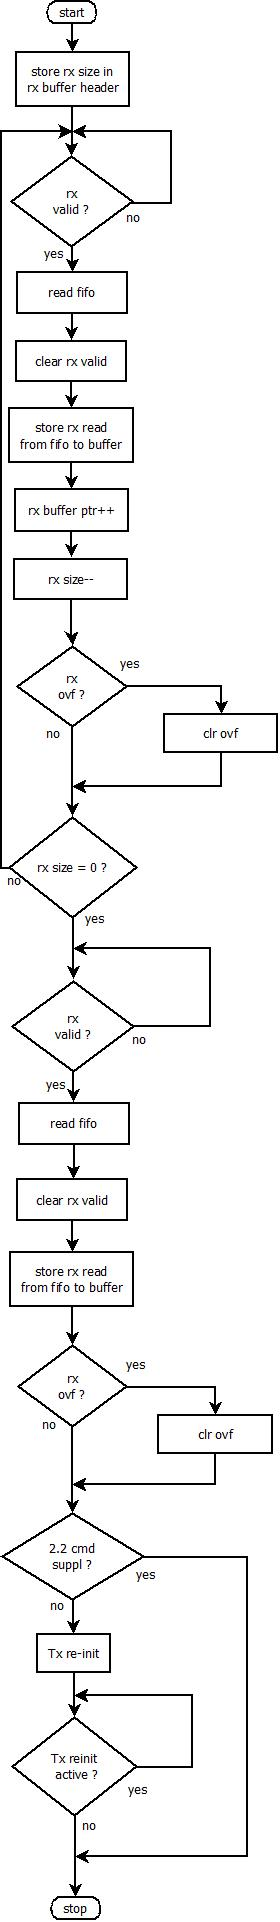 start
store rx size in
rx buffer header
rx
valid ?
no
yes
read fifo
clear rx valid
store rx read
from fifo to buffer
rx buffer ptr++
rx size--
rx
ovf ?
yes
no
clr ovf
rx size = 0 ?
no
yes
rx
valid ?
no
yes
read fifo
clear rx valid
store rx read
from fifo to buffer
rx
ovf ?
yes
no
clr ovf
2.2 cmd
suppl ?
yes
no
Tx re-init
Tx reinit
active ?
yes
no
stop